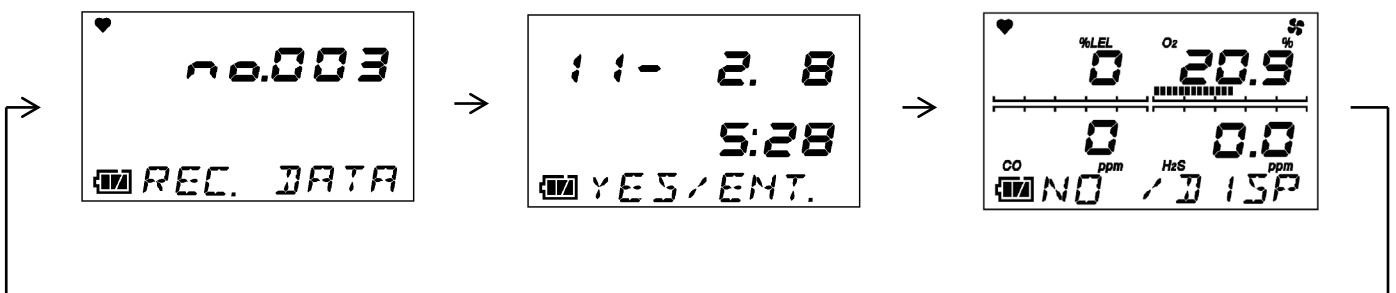 no.003
REC. DATA
11- 2. 8
5:28
YES/ENT.
%LEL O2 %
0 20.9
0 0.0
CO ppm H2S ppm
NO /DISP